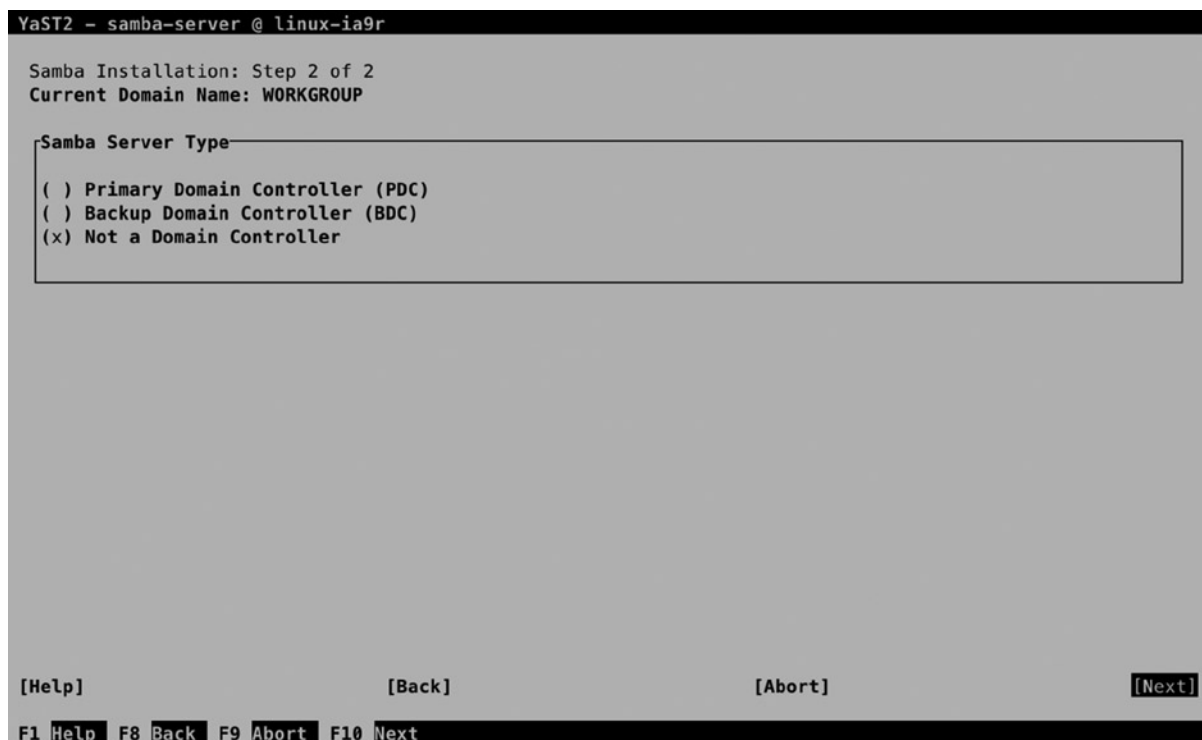 YaST2 – samba–server @ linux–ia9r
Samba Installation: Step 2 of 2
Current Domain Name: WORKGROUP
Samba Server Type
( ) Primary Domain Controller (PDC)
( ) Backup Domain Controller (BDC)
(x) Not a Domain Controller
[Help] [Back] [Abort] [Next]
F1 Help F8 Back F9 Abort F10 Next